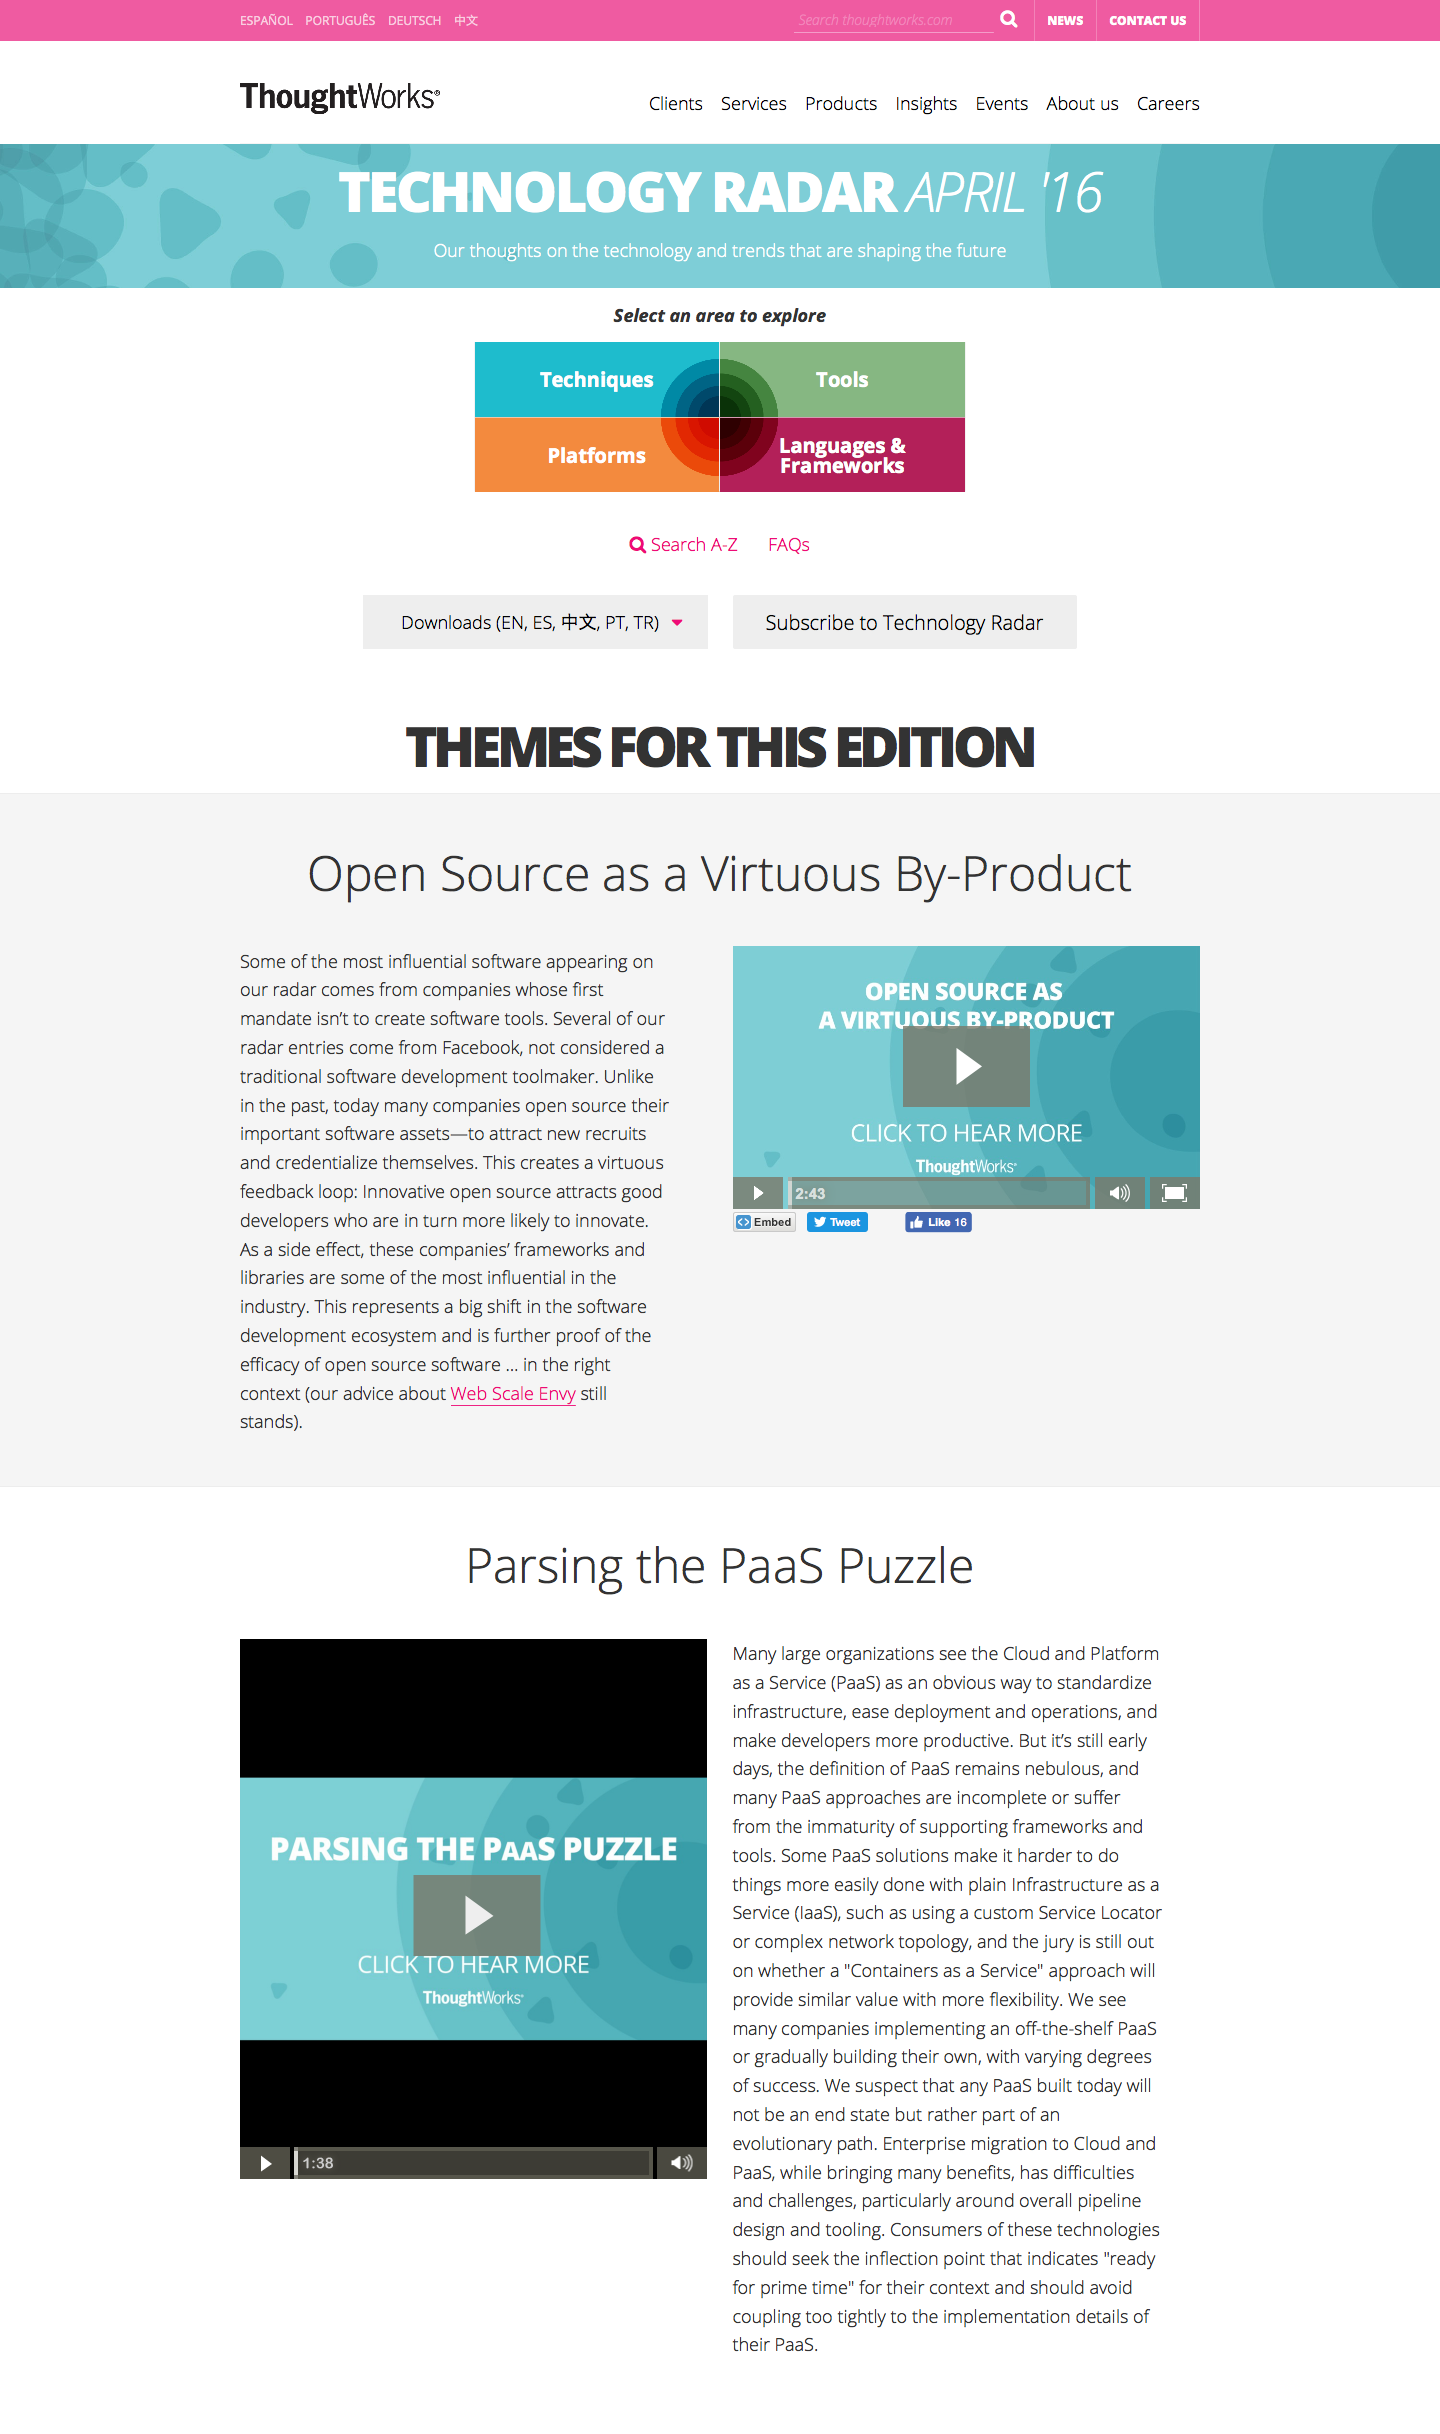 ESPAÑOL PORTUGUÊS DEUTSCH 中文
Search thoughtworks.com
NEWS
CONTACT US
ThoughtWorks®
Clients Services Products Insights Events About us Careers
TECHNOLOGY RADAR APRIL '16
Our thoughts on the technology and trends that are shaping the future
Select an area to explore
Techniques
Tools
Platforms
Languages &
Frameworks
Search A-Z
FAQs
Downloads (EN, ES, 中文, PT, TR)
Subscribe to Technology Radar
THEMES FOR THIS EDITION
Open Source as a Virtuous By-Product
Some of the most influential software appearing on
our radar comes from companies whose first
mandate isn’t to create software tools. Several of our
radar entries come from Facebook, not considered a
traditional software development toolmaker. Unlike
in the past, today many companies open source their
important software assets—to attract new recruits
and credentialize themselves. This creates a virtuous
feedback loop: Innovative open source attracts good
developers who are in turn more likely to innovate.
As a side effect, these companies’ frameworks and
libraries are some of the most influential in the
industry. This represents a big shift in the software
development ecosystem and is further proof of the
efficacy of open source software ... in the right
context (our advice about Web Scale Envy still
stands).
OPEN SOURCE AS
A VIRTUOUS BY-PRODUCT
CLICK TO HEAR MORE
ThoughtWorks®
2:43
Embed
Tweet
Like 16
Parsing the PaaS Puzzle
PARSING THE PAAS PUZZLE
CLICK TO HEAR MORE
ThoughtWorks®
1:38
Many large organizations see the Cloud and Platform
as a Service (PaaS) as an obvious way to standardize
infrastructure, ease deployment and operations, and
make developers more productive. But it’s still early
days, the definition of PaaS remains nebulous, and
many PaaS approaches are incomplete or suffer
from the immaturity of supporting frameworks and
tools. Some PaaS solutions make it harder to do
things more easily done with plain Infrastructure as a
Service (IaaS), such as using a custom Service Locator
or complex network topology, and the jury is still out
on whether a "Containers as a Service" approach will
provide similar value with more flexibility. We see
many companies implementing an off-the-shelf PaaS
or gradually building their own, with varying degrees
of success. We suspect that any PaaS built today will
not be an end state but rather part of an
evolutionary path. Enterprise migration to Cloud and
PaaS, while bringing many benefits, has difficulties
and challenges, particularly around overall pipeline
design and tooling. Consumers of these technologies
should seek the inflection point that indicates "ready
for prime time" for their context and should avoid
coupling too tightly to the implementation details of
their PaaS.